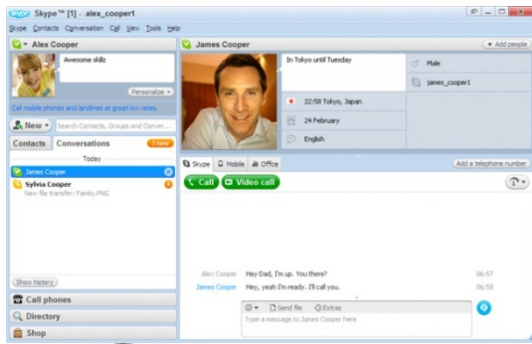 Skype™ [1] - alex_cooper1
Skype Contacts Conversation Call View Tools Help
Alex Cooper
Awesome skillz
Personalize
Call mobile phones and landlines at great low rates.
New
Search Contacts, Groups and Conver...
Contacts
Conversations
1 new
Today
James Cooper
Sylvia Cooper
New file transfer: Family.PNG
Show history
Call phones
Directory
Shop
James Cooper
Add people
In Tokyo until Tuesday
Male
james_cooper1
22:58 Tokyo, Japan
24 February
English
Skype
Mobile
Office
Add a telephone number
Call
Video call
Alex Cooper Hey Dad, I'm up. You there? 06:57
James Cooper Hey, yeah I'm ready. I'll call you. 06:58
Send file
Extras
Type a message to James Cooper here